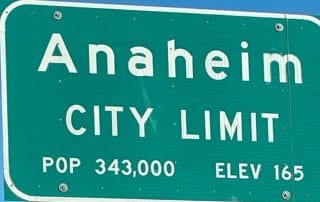 Anaheim
CITY LIMIT
POP 343,000 ELEV 165